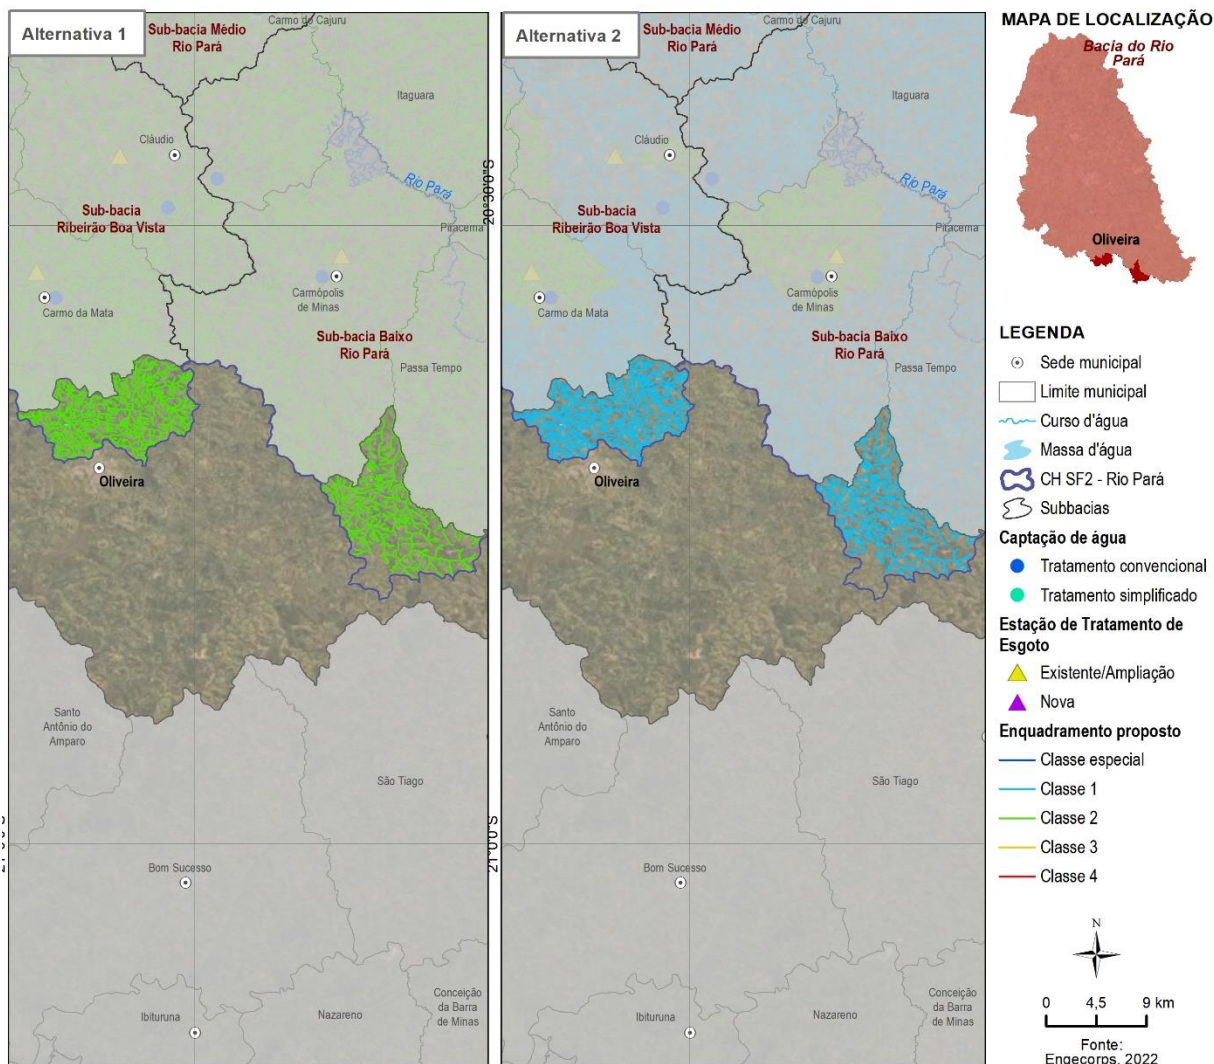 Alternativa 1
Sub-bacia Médio
Rio Pará
Carmo do Cajuru
Itaguara
Cláudio
Rio Pará
Sub-bacia
Ribeirão Boa Vista
Piracema
Carmópolis
de Minas
Carmo da Mata
Sub-bacia Baixo
Rio Pará
Passa Tempo
Oliveira
Santo
Antônio do
Amparo
São Tiago
Bom Sucesso
Ibituruna
Nazareno
Conceição
da Barra
de Minas
20°30'0"S
21°0'0"S
Alternativa 2
Sub-bacia Médio
Rio Pará
Carmo do Cajuru
Itaguara
Cláudio
Rio Pará
Sub-bacia
Ribeirão Boa Vista
Piracema
Carmópolis
de Minas
Carmo da Mata
Sub-bacia Baixo
Rio Pará
Passa Tempo
Oliveira
Santo
Antônio do
Amparo
São Tiago
Bom Sucesso
Ibituruna
Nazareno
Conceição
da Barra
de Minas
MAPA DE LOCALIZAÇÃO
Bacia do Rio
Pará
Oliveira
LEGENDA
Sede municipal
Limite municipal
Curso d'água
Massa d'água
CH SF2 - Rio Pará
Subbacias
Captação de água
Tratamento convencional
Tratamento simplificado
Estação de Tratamento de
Esgoto
Existente/Ampliação
Nova
Enquadramento proposto
Classe especial
Classe 1
Classe 2
Classe 3
Classe 4
N
0 4,5 9 km
Fonte:
Engecorps, 2022